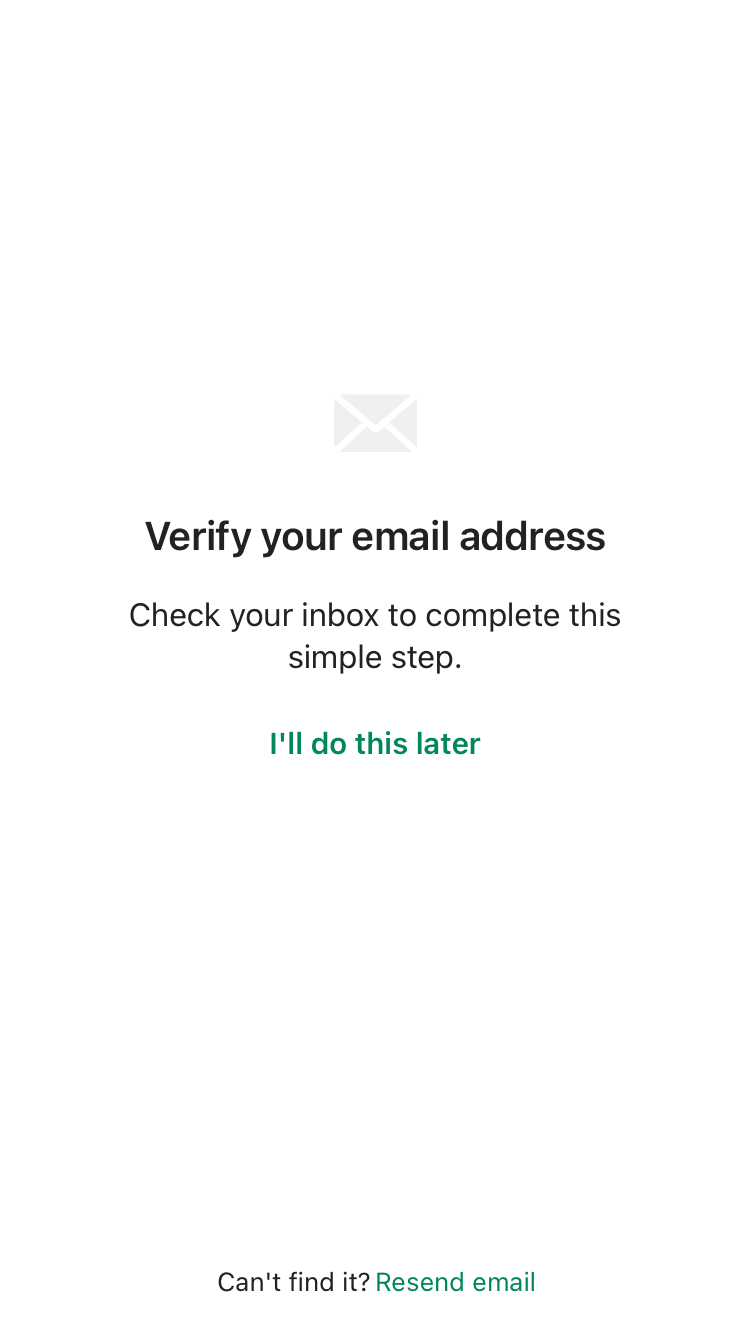 Verify your email address
Check your inbox to complete this
simple step.
I'll do this later
Can't find it? Resend email